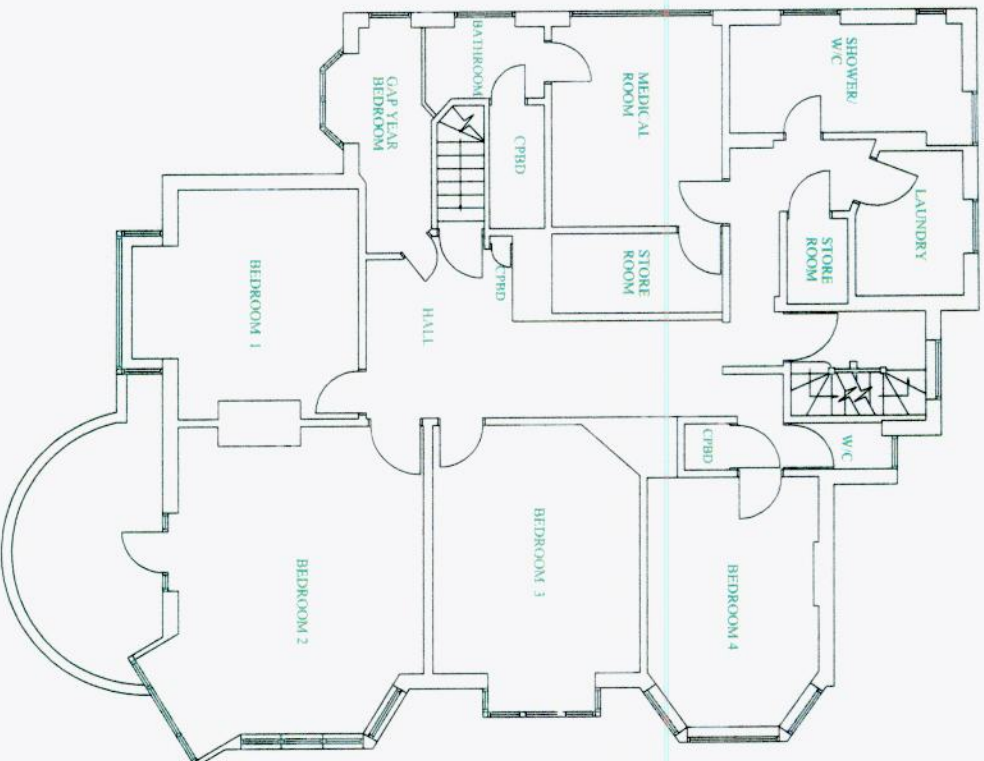 SHOWER/
W/C
LAUNDRY
STORE
ROOM
MEDICAL
ROOM
STORE
ROOM
BATHROOM
CPBD
GAP YEAR
BEDROOM
CPBD
HALL
BEDROOM 1
W/C
CPBD
BEDROOM 4
BEDROOM 3
BEDROOM 2